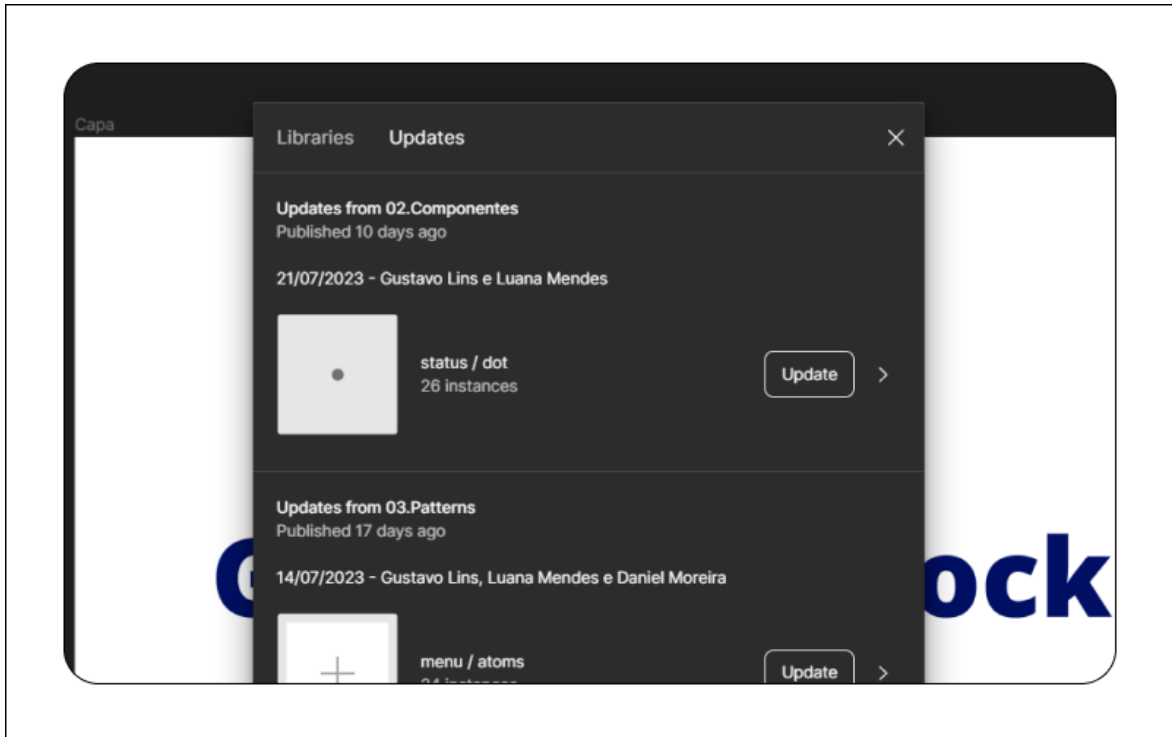 Capa
Libraries Updates
Updates from 02.Componentes
Published 10 days ago
21/07/2023 - Gustavo Lins e Luana Mendes
status / dot
26 instances
Update
Updates from 03.Patterns
Published 17 days ago
G ock
14/07/2023 - Gustavo Lins, Luana Mendes e Daniel Moreira
menu / atoms
Update